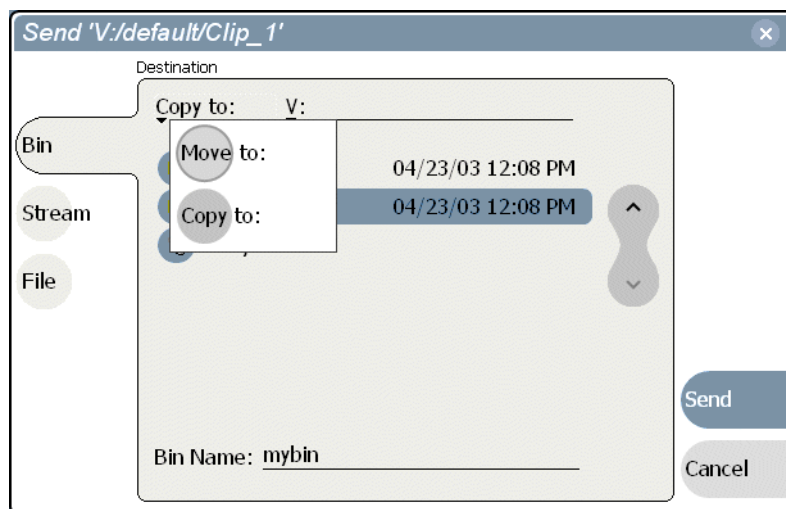 Send 'V:/default/Clip_1'
Destination
Copy to: V:
Bin
Move to:
04/23/03 12:08 PM
Stream
Copy to:
04/23/03 12:08 PM
File
Send
Bin Name: mybin
Cancel